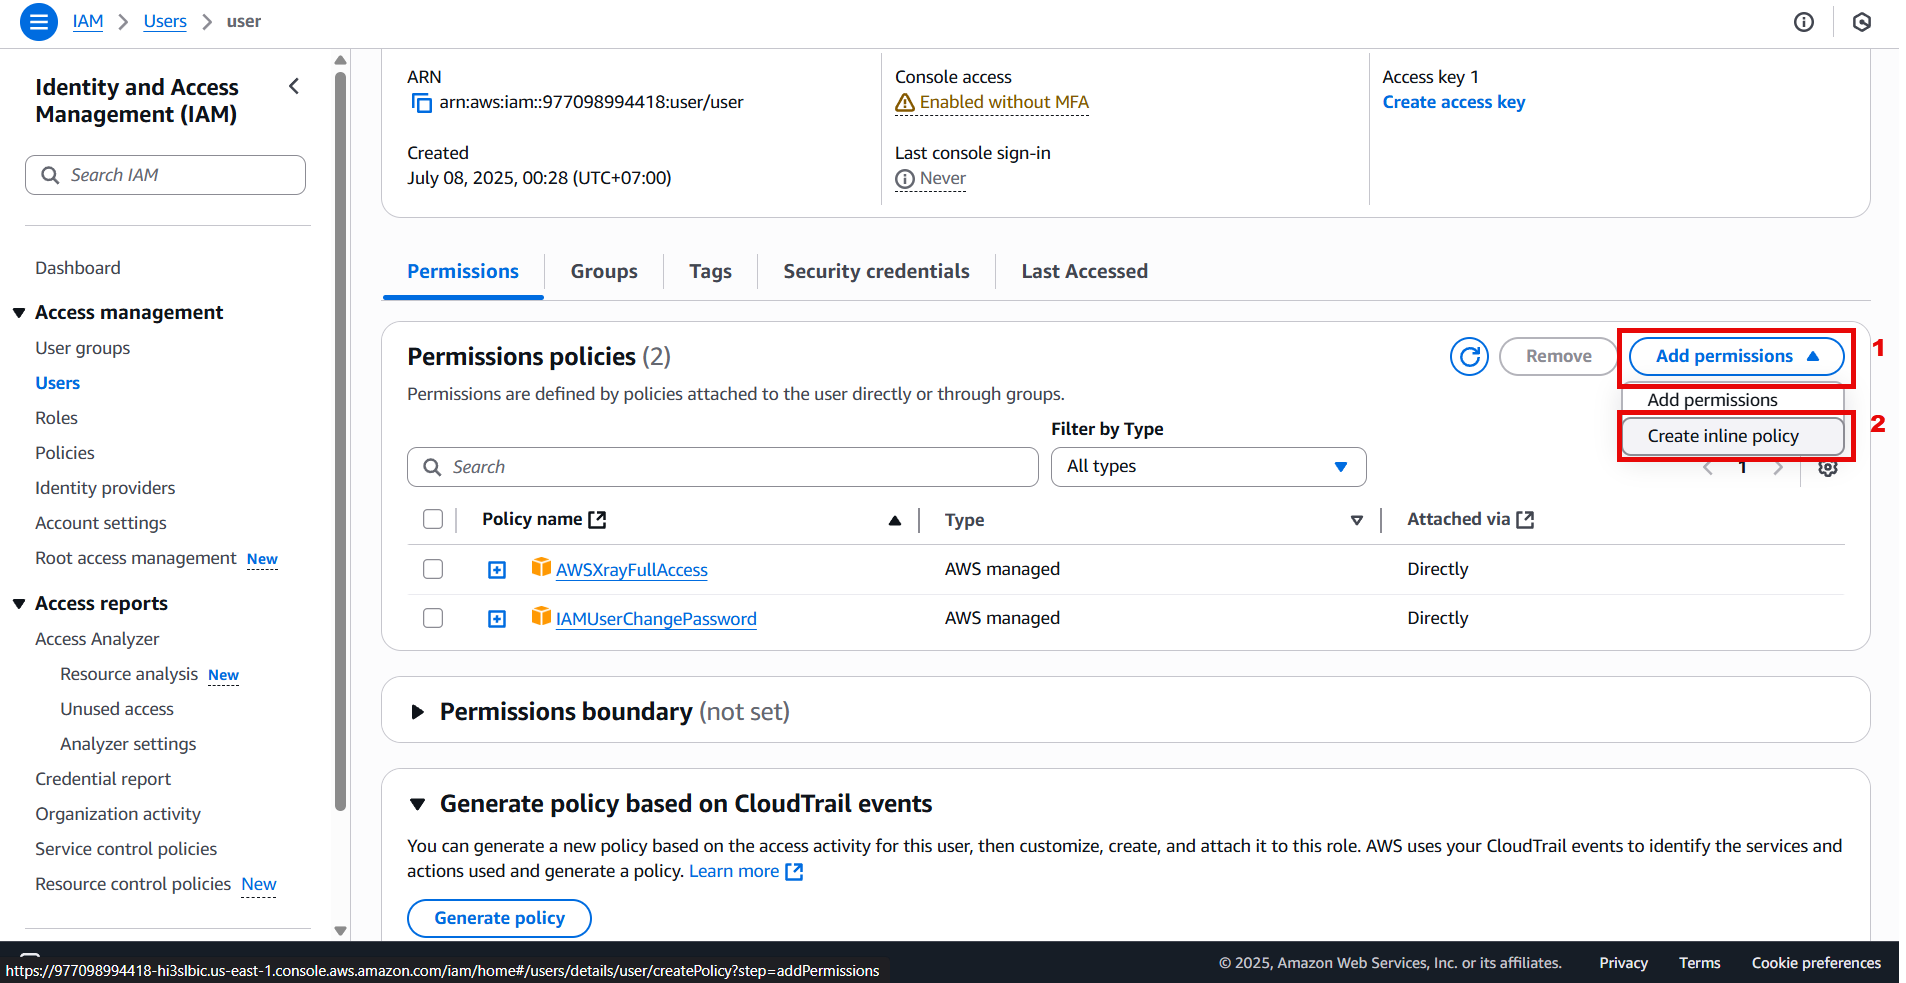 IAM > Users > user
Identity and Access
Management (IAM)
Search IAM
Dashboard
Access management
User groups
Users
Roles
Policies
Identity providers
Account settings
Root access management New
Access reports
Access Analyzer
Resource analysis New
Unused access
Analyzer settings
Credential report
Organization activity
Service control policies
Resource control policies New
ARN
arn:aws:iam::977098994418:user/user
Created
July 08, 2025, 00:28 (UTC+07:00)
Console access
Enabled without MFA
Last console sign-in
Never
Access key 1
Create access key
Permissions
Groups
Tags
Security credentials
Last Accessed
Permissions policies (2)
Remove
Add permissions
1
Permissions are defined by policies attached to the user directly or through groups.
Add permissions
Create inline policy
2
Filter by Type
Search
All types
1
Policy name
Type
Attached via
AWSXrayFullAccess
AWS managed
Directly
IAMUserChangePassword
AWS managed
Directly
Permissions boundary (not set)
Generate policy based on CloudTrail events
You can generate a new policy based on the access activity for this user, then customize, create, and attach it to this role. AWS uses your CloudTrail events to identify the services and
actions used and generate a policy. Learn more
Generate policy
https://977098994418-hi3slbic.us-east-1.console.aws.amazon.com/iam/home#/users/details/user/createPolicy?step=addPermissions
© 2025, Amazon Web Services, Inc. or its affiliates.
Privacy
Terms
Cookie preferences